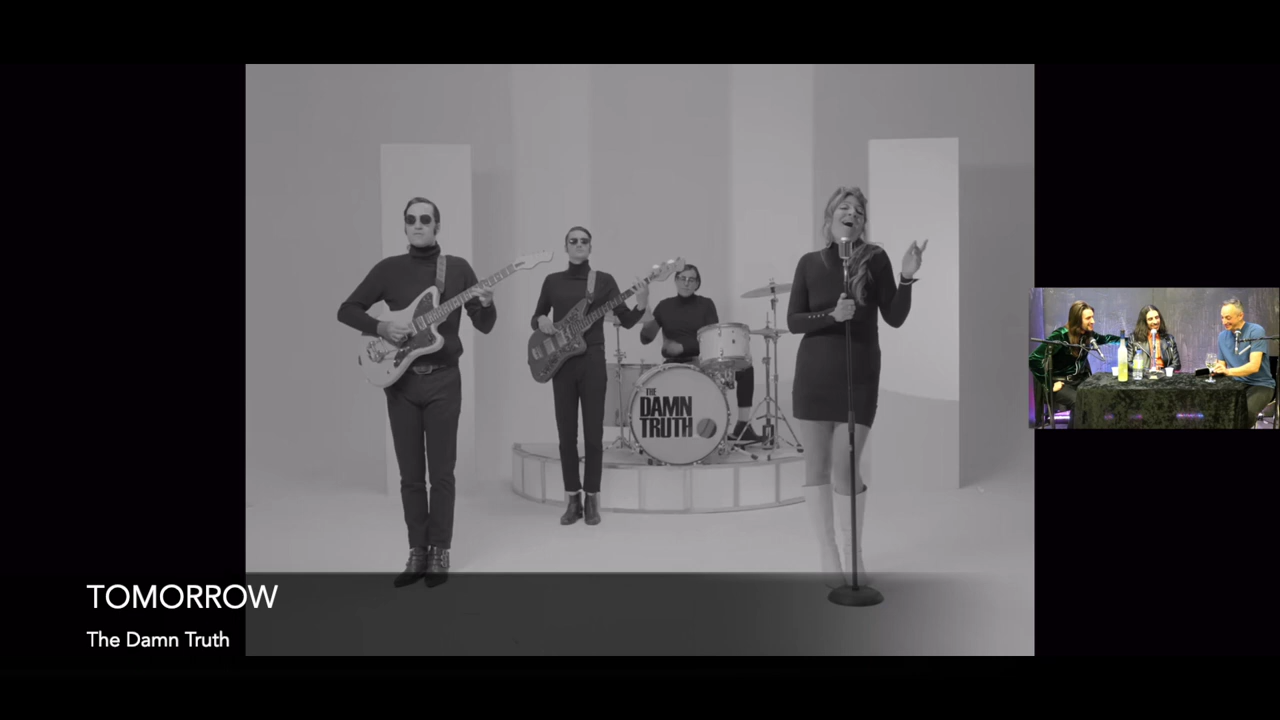 THE
DAMN
TRUTH
TOMORROW
The Damn Truth